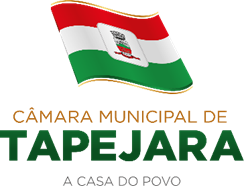 CÂMARA MUNICIPAL DE
TAPEJARA
A CASA DO POVO